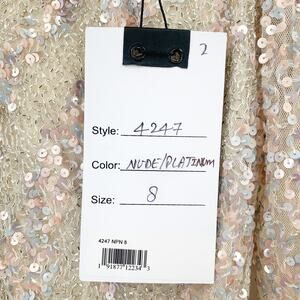 2
Style: 4247
Color: NUDE/PLATINUM
Size: 8
4247 NPN 8
1 91877 12234 3